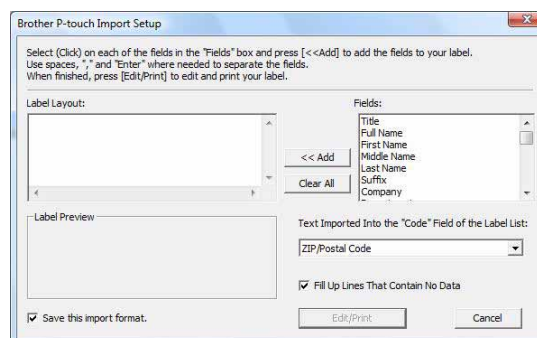 Brother P-touch Import Setup
Select (Click) on each of the fields in the "Fields" box and press [<<Add] to add the fields to your label.
Use spaces, "," and "Enter" where needed to separate the fields.
When finished, press [Edit/Print] to edit and print your label.
Label Layout:
Fields:
Title
Full Name
First Name
Middle Name
Last Name
Suffix
Company
<< Add
Clear All
Label Preview
Text Imported Into the "Code" Field of the Label List:
ZIP/Postal Code
Fill Up Lines That Contain No Data
Save this import format.
Edit/Print
Cancel